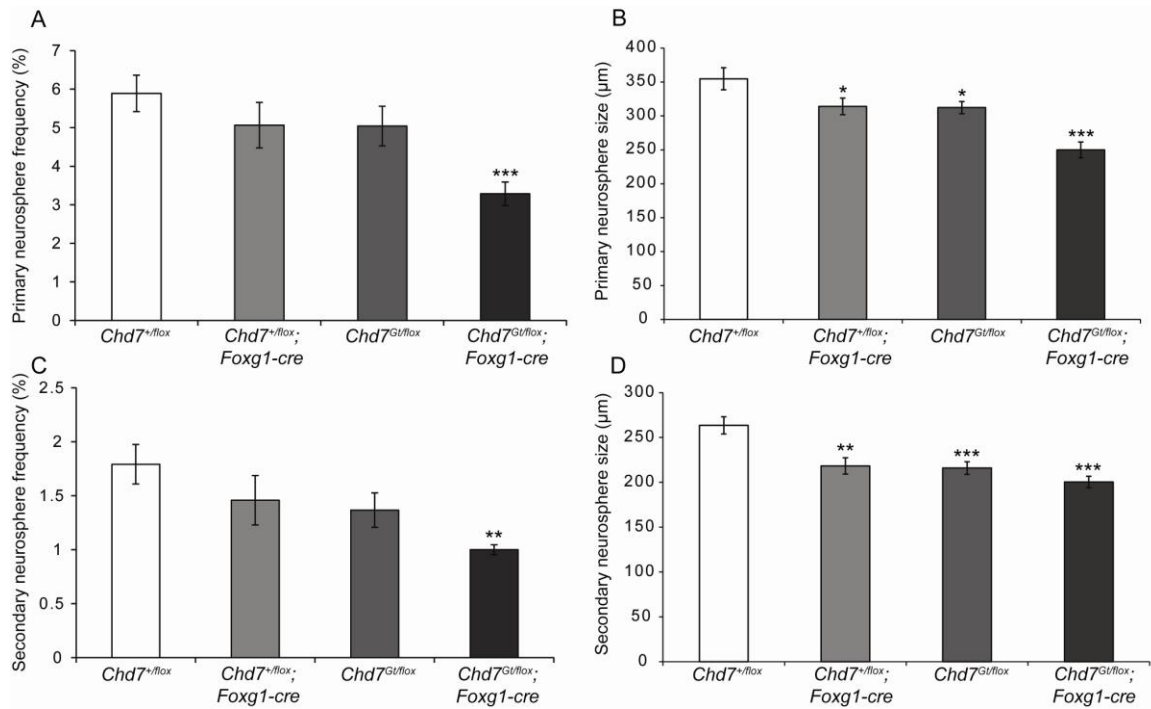 A
Primary neurosphere frequency (%)
7
6
5
4
3
2
1
0
***
Chd7+/flox
Chd7+/flox;
Foxg1-cre
Chd7Gt/flox
Chd7Gt/flox;
Foxg1-cre
B
Primary neurosphere size (µm)
400
350
300
250
200
150
100
50
0
*
*
***
Chd7+/flox
Chd7+/flox;
Foxg1-cre
Chd7Gt/flox
Chd7Gt/flox;
Foxg1-cre
C
Secondary neurosphere frequency (%)
2.5
2
1.5
1
0.5
0
**
Chd7+/flox
Chd7+/flox;
Foxg1-cre
Chd7Gt/flox
Chd7Gt/flox;
Foxg1-cre
D
Secondary neurosphere size (µm)
300
250
200
150
100
50
0
**
***
***
Chd7+/flox
Chd7+/flox;
Foxg1-cre
Chd7Gt/flox
Chd7Gt/flox;
Foxg1-cre